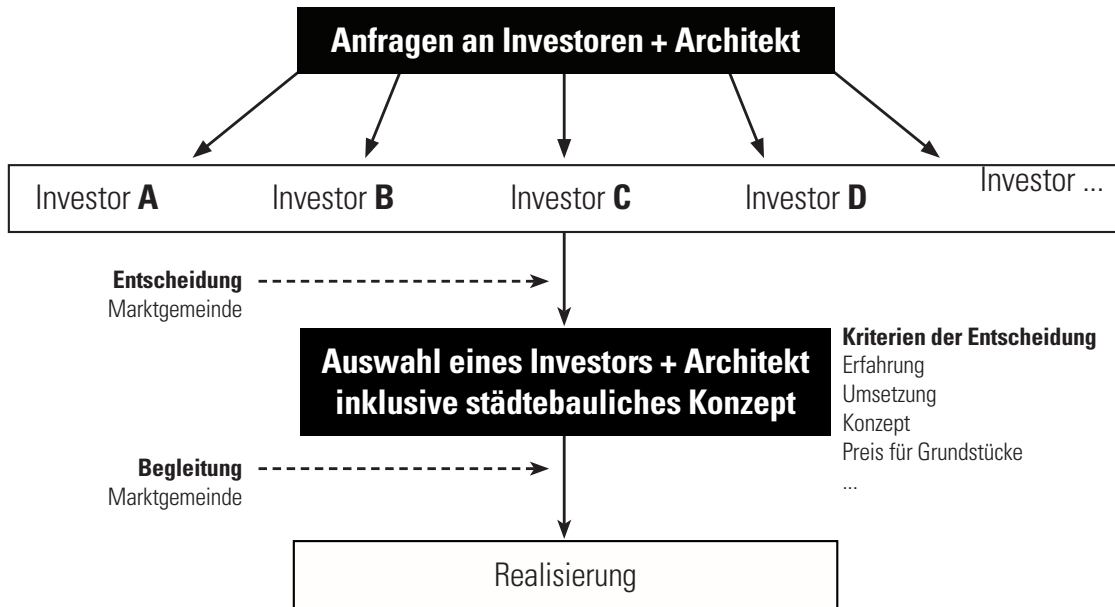 Anfragen an Investoren + Architekt
Investor A
Investor B
Investor C
Investor D
Investor ...
Entscheidung
Marktgemeinde
Auswahl eines Investors + Architekt
inklusive städtebauliches Konzept
Kriterien der Entscheidung
Erfahrung
Umsetzung
Konzept
Preis für Grundstücke
...
Begleitung
Marktgemeinde
Realisierung